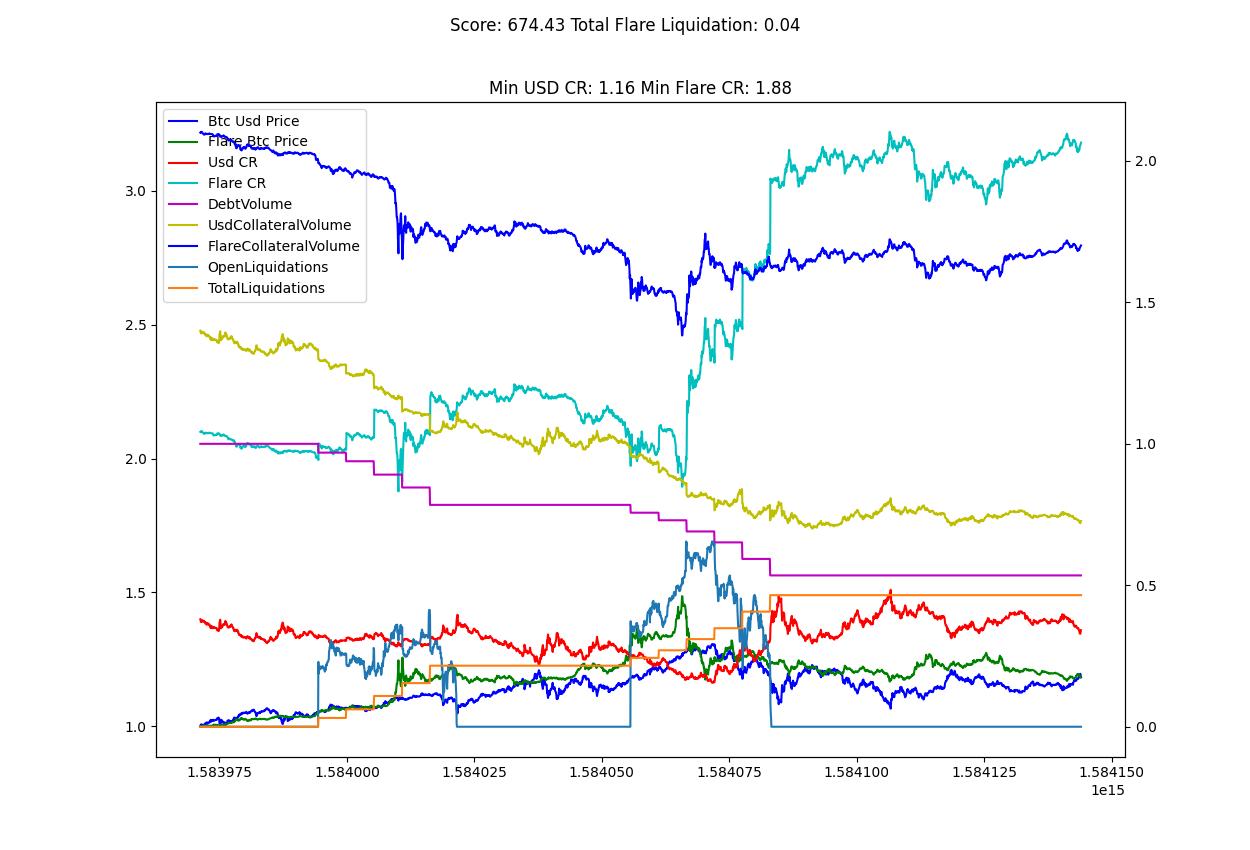 Score: 674.43 Total Flare Liquidation: 0.04
Min USD CR: 1.16 Min Flare CR: 1.88
Btc Usd Price
Flare Btc Price
Usd CR
Flare CR
DebtVolume
UsdCollateralVolume
FlareCollateralVolume
OpenLiquidations
TotalLiquidations
3.0
2.5
2.0
1.5
1.0
2.0
1.5
1.0
0.5
0.0
1.583975 1.584000 1.584025 1.584050 1.584075 1.584100 1.584125 1.584150
1e15